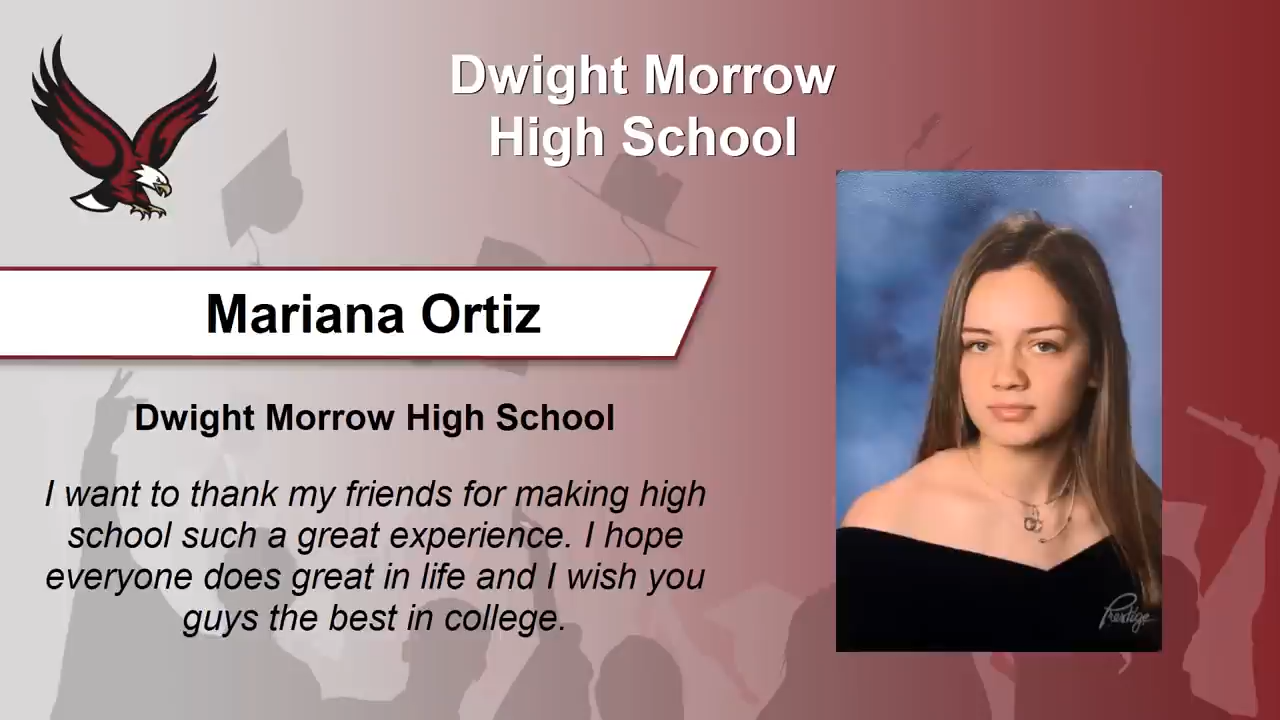 Dwight Morrow
High School
Mariana Ortiz
Dwight Morrow High School
I want to thank my friends for making high
school such a great experience. I hope
everyone does great in life and I wish you
guys the best in college.
Prestige